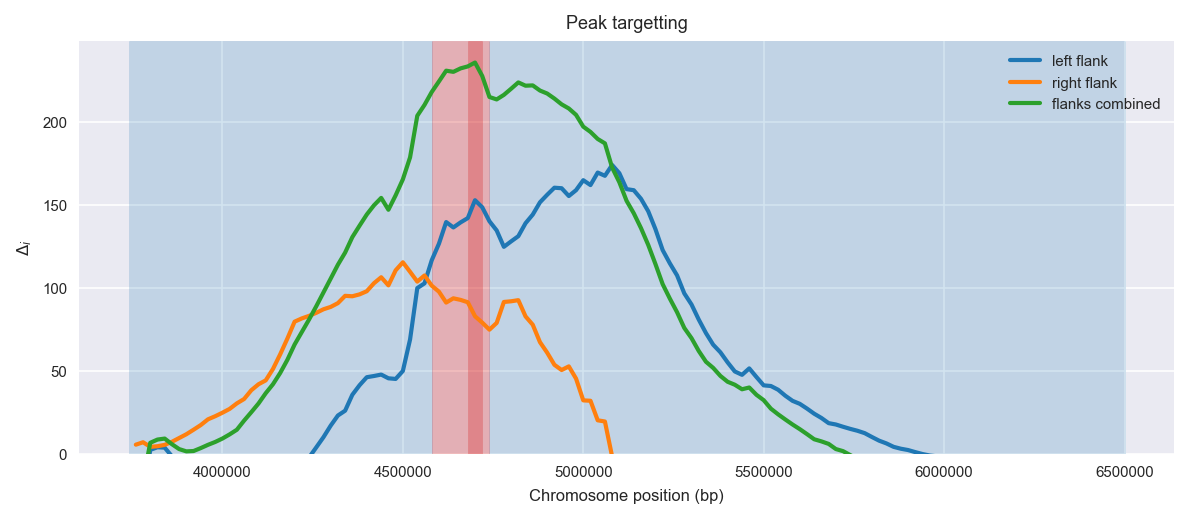 Peak targetting
left flank
right flank
flanks combined
200
150
100
50
0
Δi
4000000 4500000 5000000 5500000 6000000 6500000
Chromosome position (bp)